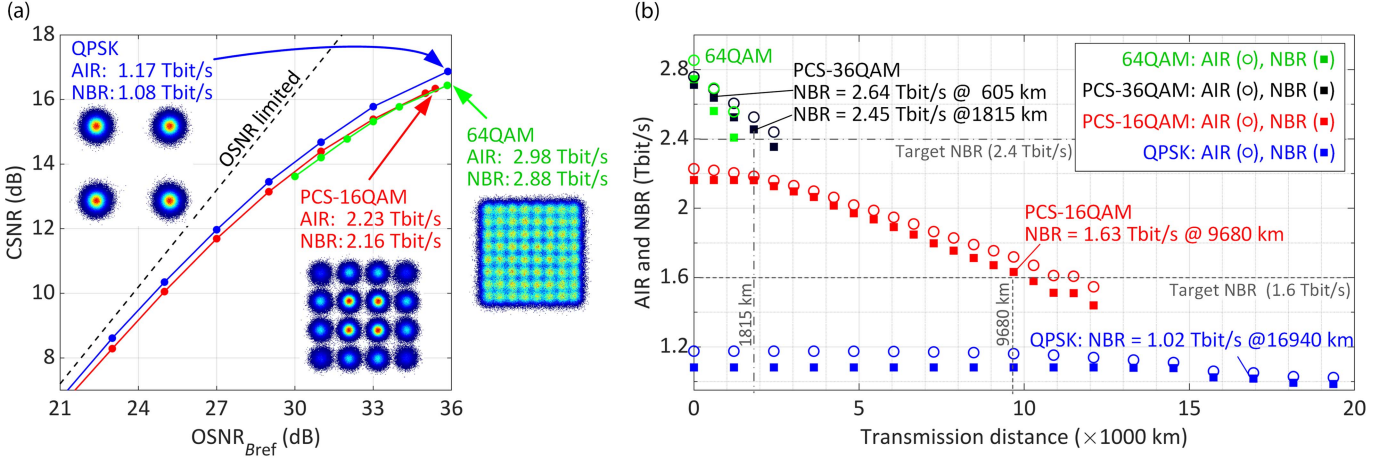 (a)
18
16
14
12
10
8
CSNR (dB)
21
24
27
30
33
36
OSNRBref (dB)
QPSK
AIR: 1.17 Tbit/s
NBR: 1.08 Tbit/s
OSNR limited
64QAM
AIR: 2.98 Tbit/s
NBR: 2.88 Tbit/s
PCS-16QAM
AIR: 2.23 Tbit/s
NBR: 2.16 Tbit/s
(b)
2.8
2.4
2
1.6
1.2
AIR and NBR (Tbit/s)
0
5
10
15
20
Transmission distance (×1000 km)
64QAM
PCS-36QAM
NBR = 2.64 Tbit/s @ 605 km
NBR = 2.45 Tbit/s @1815 km
Target NBR (2.4 Tbit/s)
64QAM: AIR (○), NBR (■)
PCS-36QAM: AIR (○), NBR (■)
PCS-16QAM: AIR (○), NBR (■)
QPSK: AIR (○), NBR (■)
PCS-16QAM
NBR = 1.63 Tbit/s @ 9680 km
Target NBR (1.6 Tbit/s)
1815 km
9680 km
QPSK: NBR = 1.02 Tbit/s @16940 km